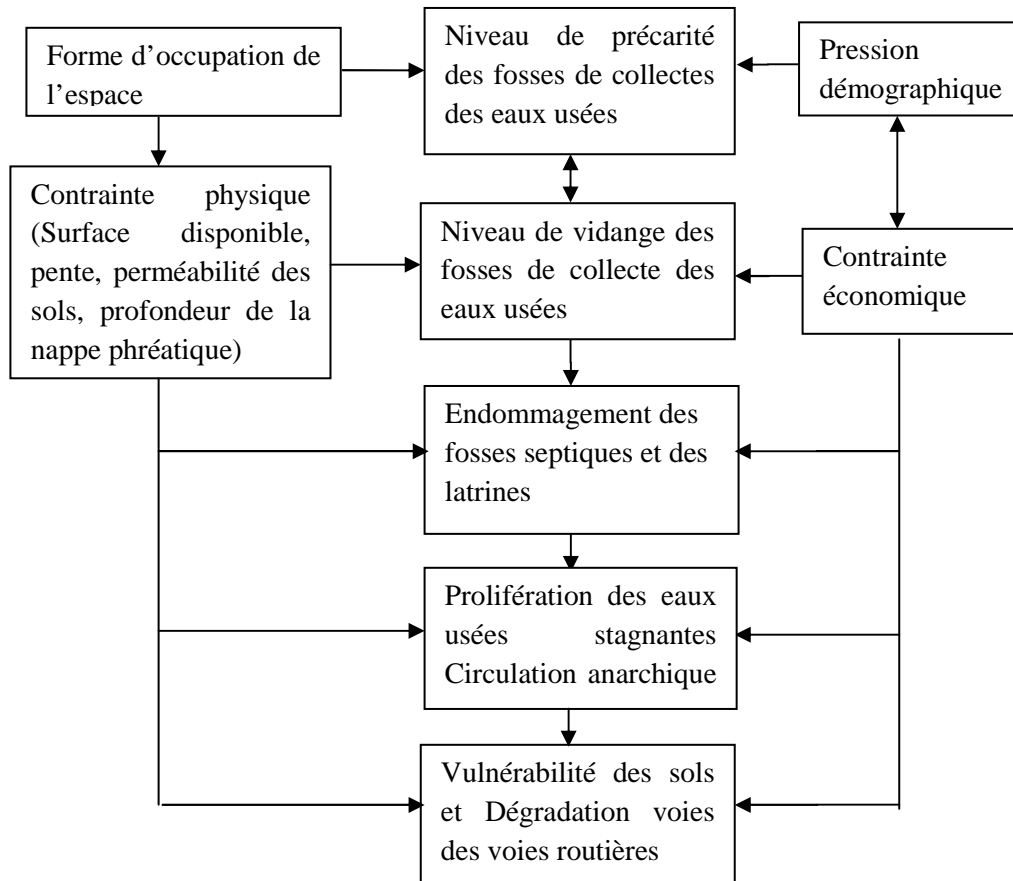 Forme d’occupation de
l’espace
Niveau de précarité
des fosses de collectes
des eaux usées
Pression
démographique
Contrainte physique
(Surface disponible,
pente, perméabilité des
sols, profondeur de la
nappe phréatique)
Niveau de vidange des
fosses de collecte des
eaux usées
Contrainte
économique
Endommagement des
fosses septiques et des
latrines
Prolifération des eaux
usées stagnantes
Circulation anarchique
Vulnérabilité des sols
et Dégradation voies
des voies routières